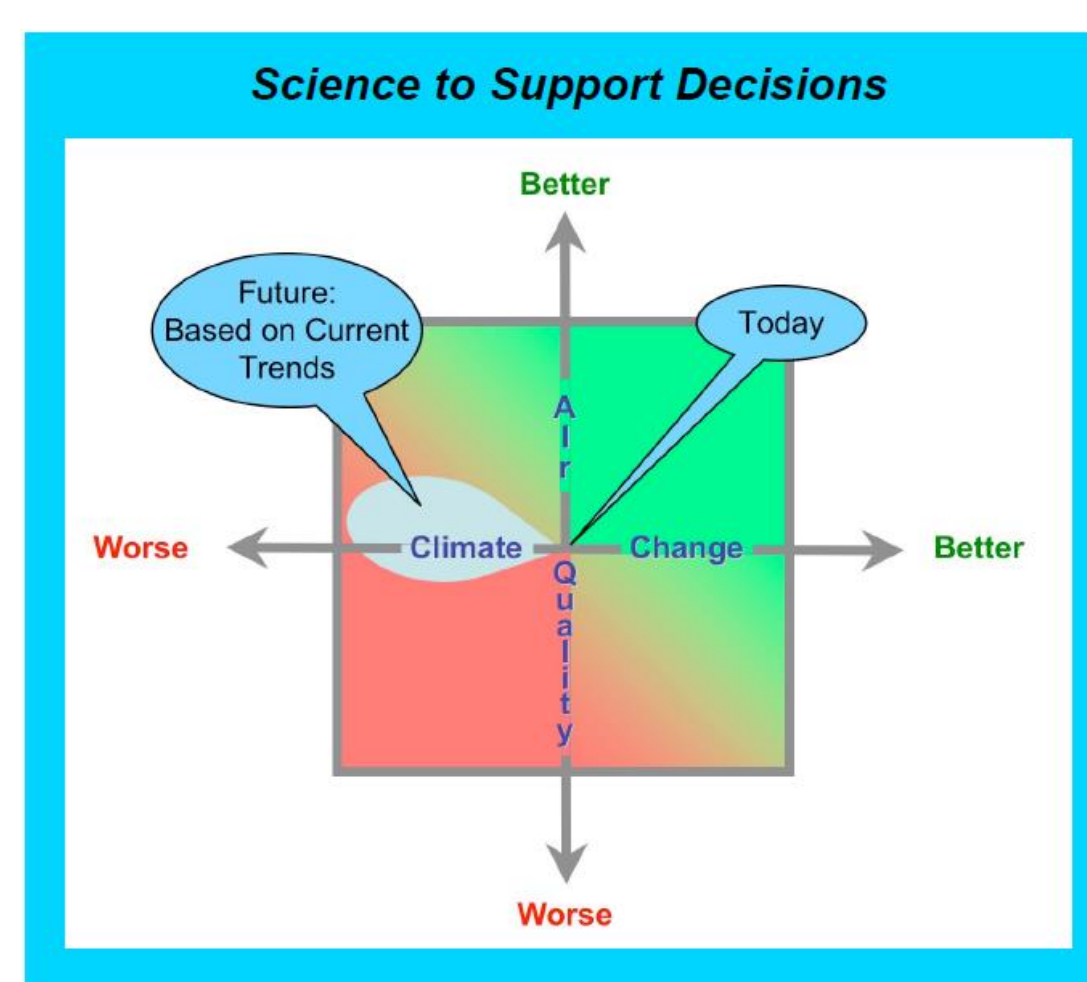 Science to Support Decisions
Better
Future:
Based on Current
Trends
Today
AIr
Worse
Climate
Change
Better
Quality
Worse